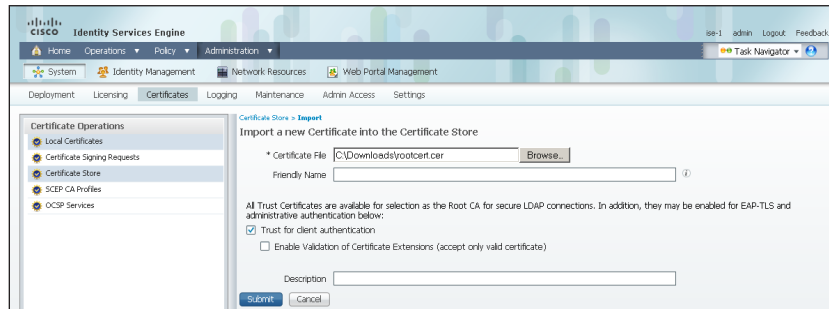 CISCO Identity Services Engine
ise-1 admin Logout Feedback
Home Operations ▼ Policy ▼ Administration ▼
Task Navigator ▼
System Identity Management Network Resources Web Portal Management
Deployment Licensing Certificates Logging Maintenance Admin Access Settings
Certificate Operations
Local Certificates
Certificate Signing Requests
Certificate Store
SCEP CA Profiles
OCSP Services
Certificate Store > Import
Import a new Certificate into the Certificate Store
* Certificate File C:\Downloads\rootcert.cer Browse..
Friendly Name
All Trust Certificates are available for selection as the Root CA for secure LDAP connections. In addition, they may be enabled for EAP-TLS and
administrative authentication below:
Trust for client authentication
Enable Validation of Certificate Extensions (accept only valid certificate)
Description
Submit Cancel